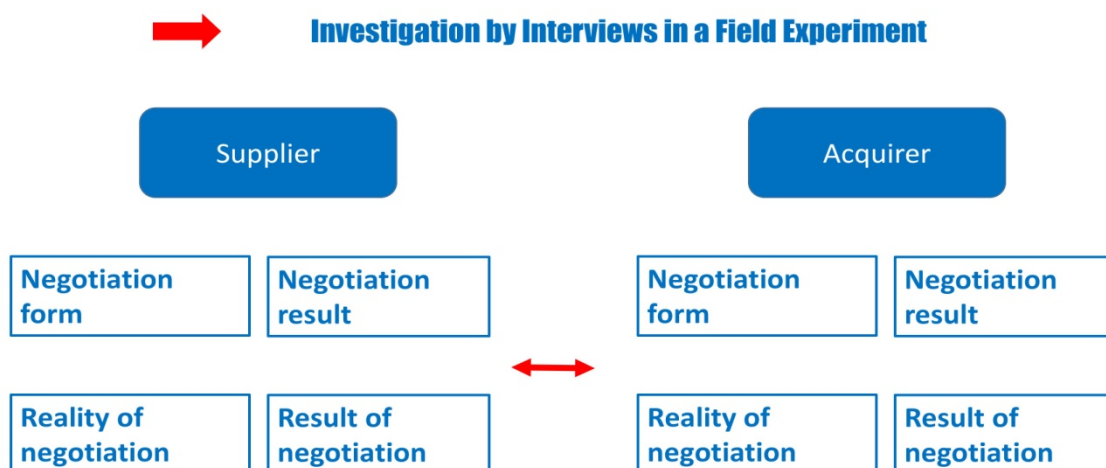 Investigation by Interviews in a Field Experiment
Supplier
Acquirer
Negotiation
form
Negotiation
result
Negotiation
form
Negotiation
result
Reality of
negotiation
Result of
negotiation
Reality of
negotiation
Result of
negotiation